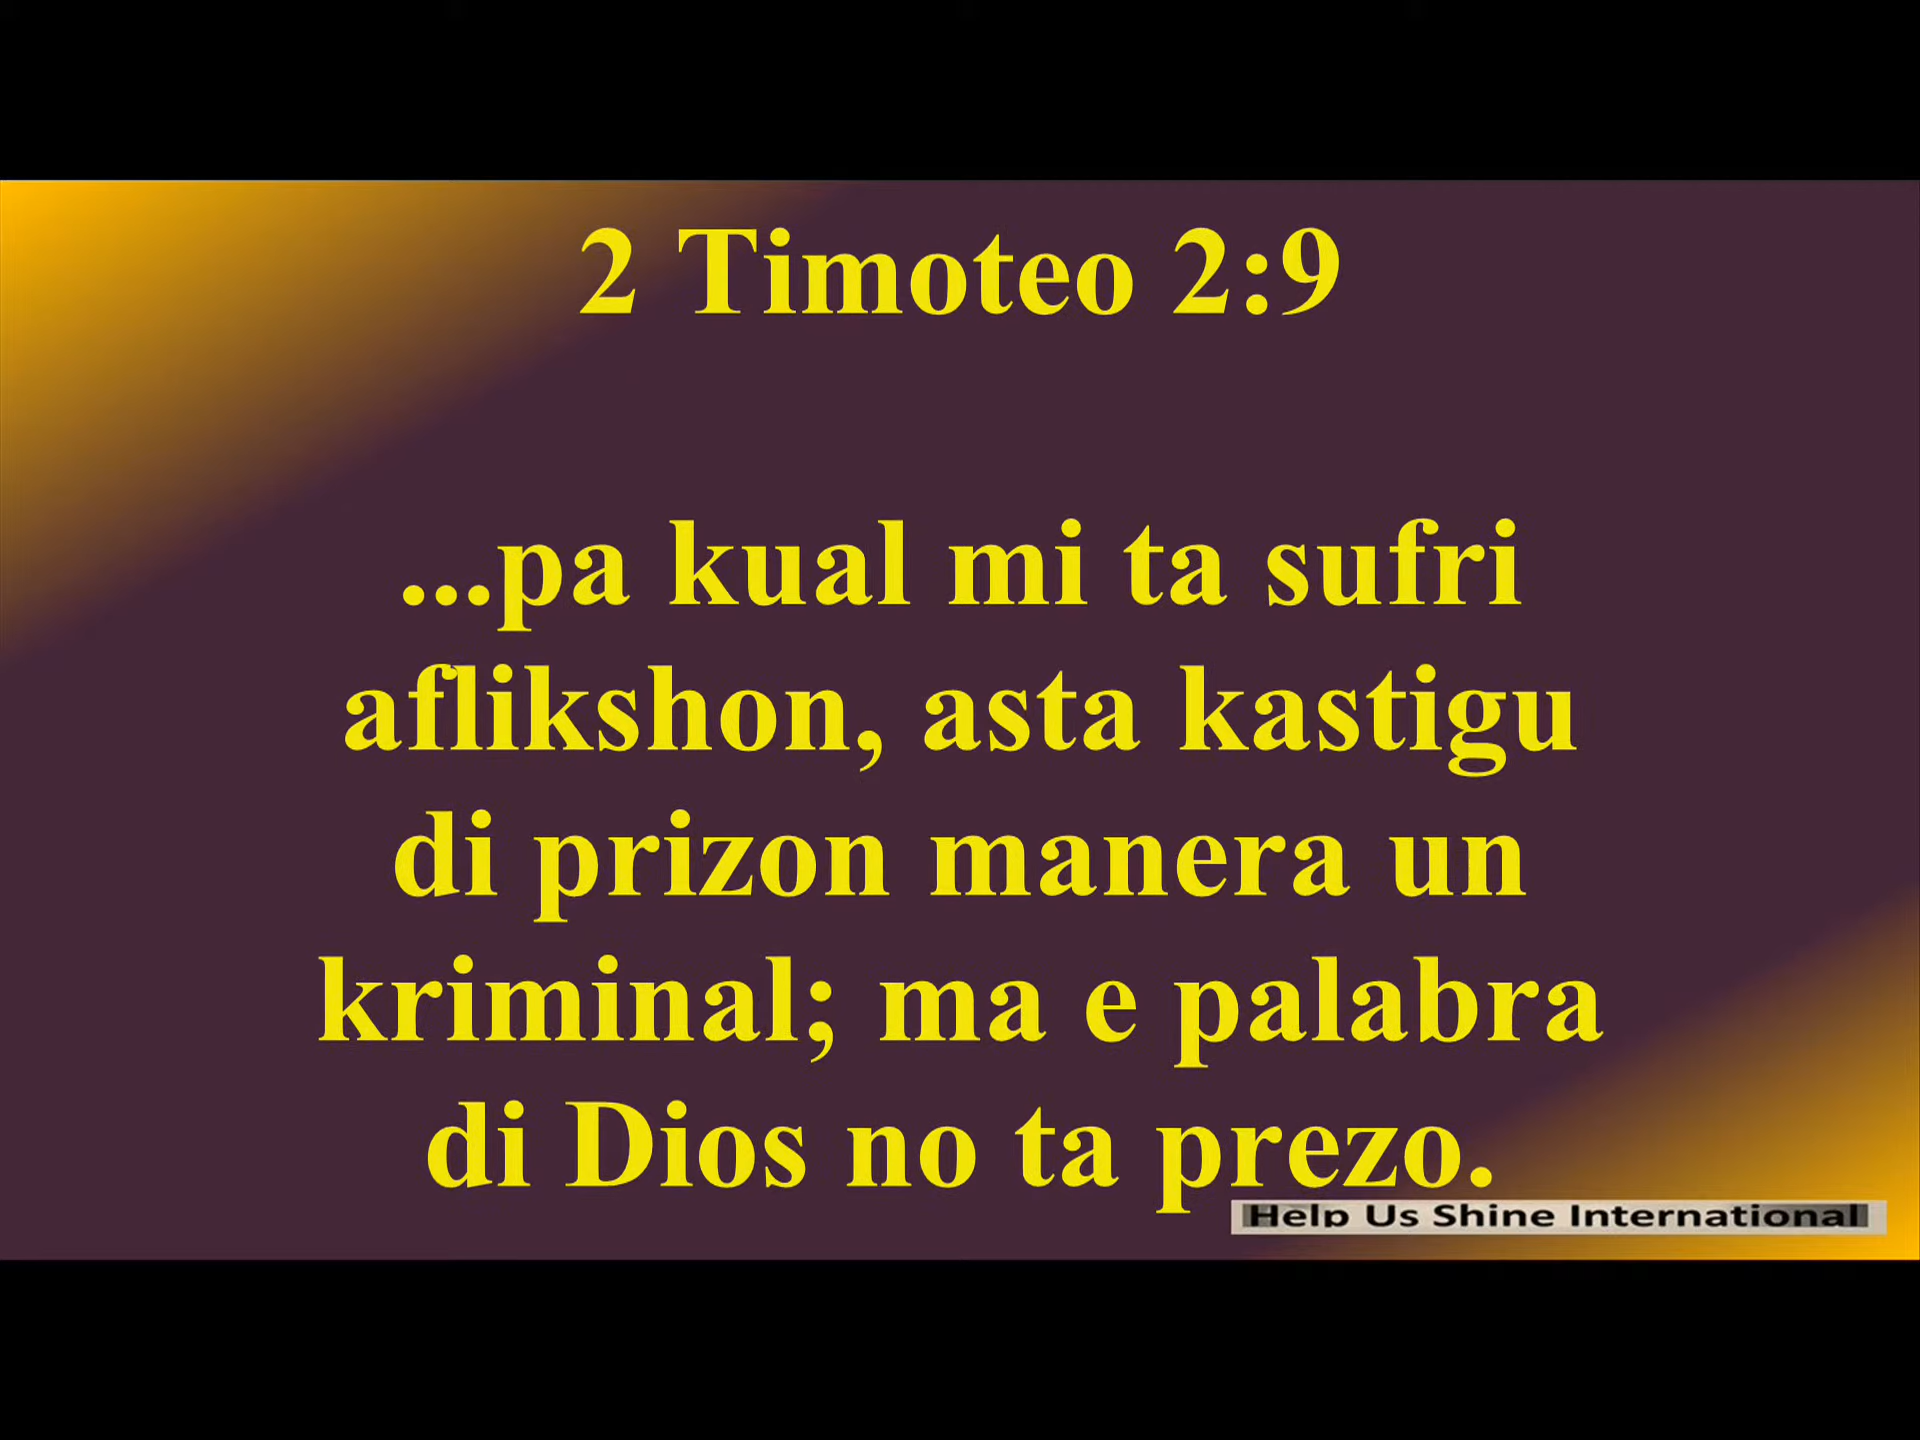 2 Timoteo 2:9
...pa kual mi ta sufri
aflikshon, asta kastigu
di prizon manera un
kriminal; ma e palabra
di Dios no ta prezo.
Help Us Shine International